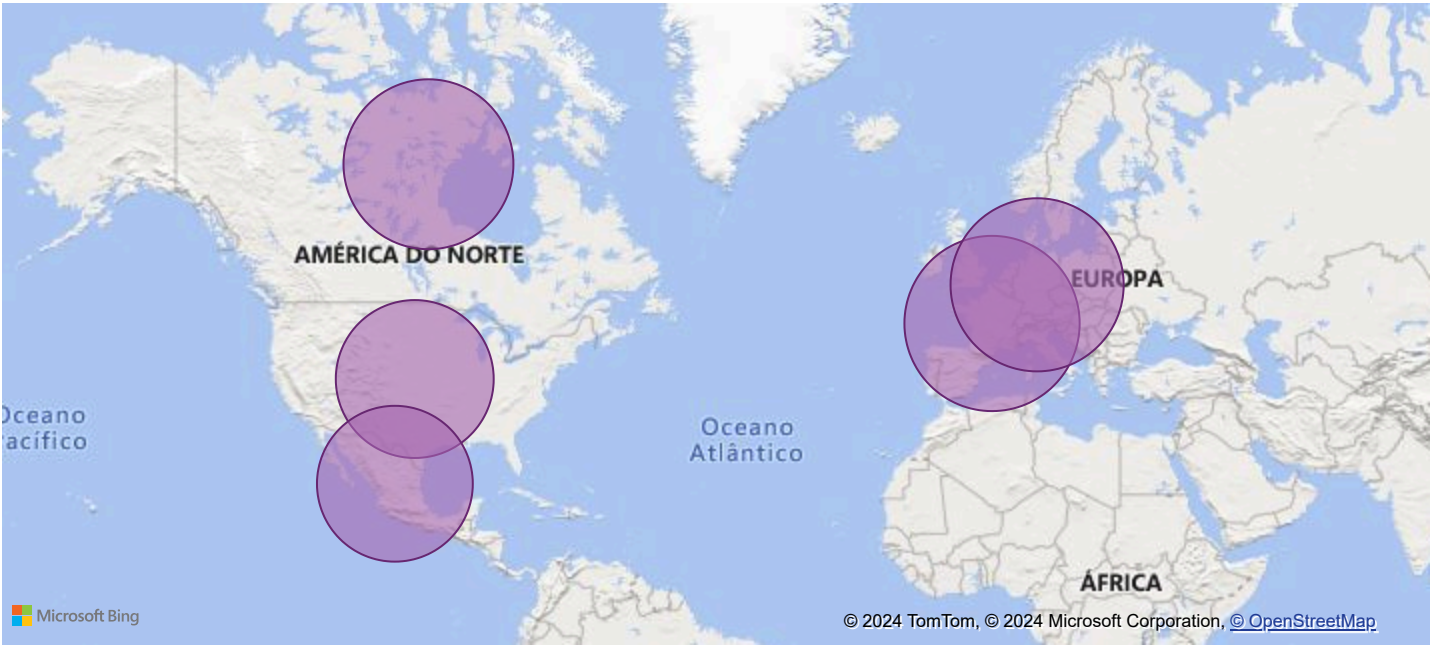 AMÉRICA DO NORTE
EUROPA
Oceano
acífico
Oceano
Atlântico
ÁFRICA
Microsoft Bing
© 2024 TomTom, © 2024 Microsoft Corporation, © OpenStreetMap